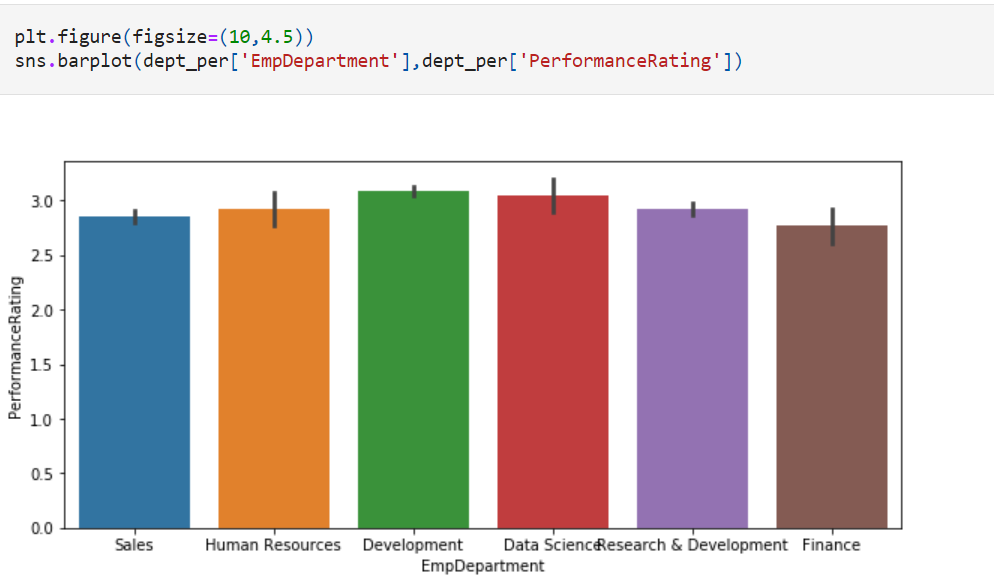 plt.figure(figsize=(10,4.5))
sns.barplot(dept_per['EmpDepartment'],dept_per['PerformanceRating'])
3.0
2.5
2.0
1.5
1.0
0.5
0.0
PerformanceRating
Sales Human Resources Development Data Science Research & Development Finance
EmpDepartment